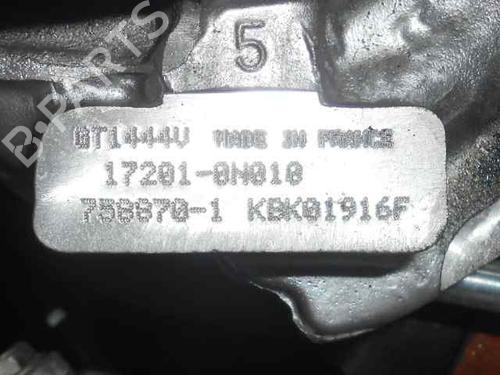 5
GT1444V MADE IN FRANCE
17201-0N010
758870-1 KBK01916F
B-PARTS